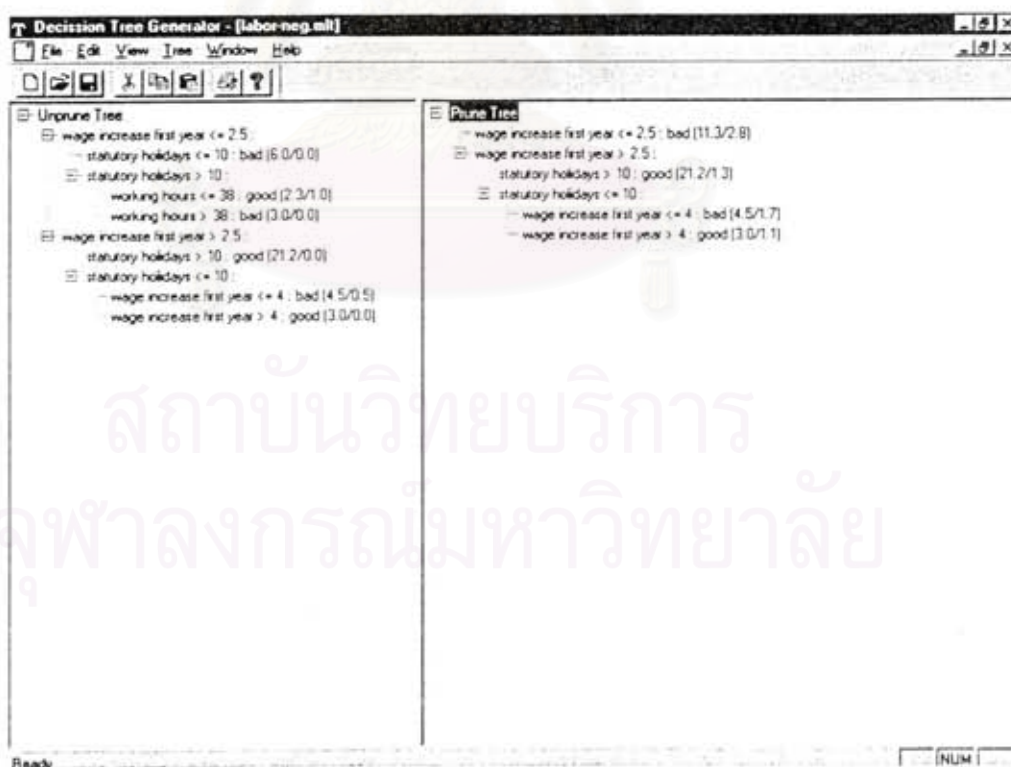 Decission Tree Generator - [labor-neg.mlt]
File Edit View Tree Window Help
Unprune Tree
wage increase first year <= 2.5 :
statutory holidays <= 10 : bad [6.0/0.0]
statutory holidays > 10 :
working hours <= 38 : good [2.3/1.0]
working hours > 38 : bad [3.0/0.0]
wage increase first year > 2.5 :
statutory holidays > 10 : good [21.2/0.0]
statutory holidays <= 10 :
wage increase first year <= 4 : bad [4.5/0.5]
wage increase first year > 4 : good [3.0/0.0]
Prune Tree
wage increase first year <= 2.5 : bad [11.3/2.8]
wage increase first year > 2.5 :
statutory holidays > 10 : good [21.2/1.3]
statutory holidays <= 10 :
wage increase first year <= 4 : bad [4.5/1.7]
wage increase first year > 4 : good [3.0/1.1]
สถาบันวิทยบริการ
จุฬาลงกรณ์มหาวิทยาลัย
Ready
NUM